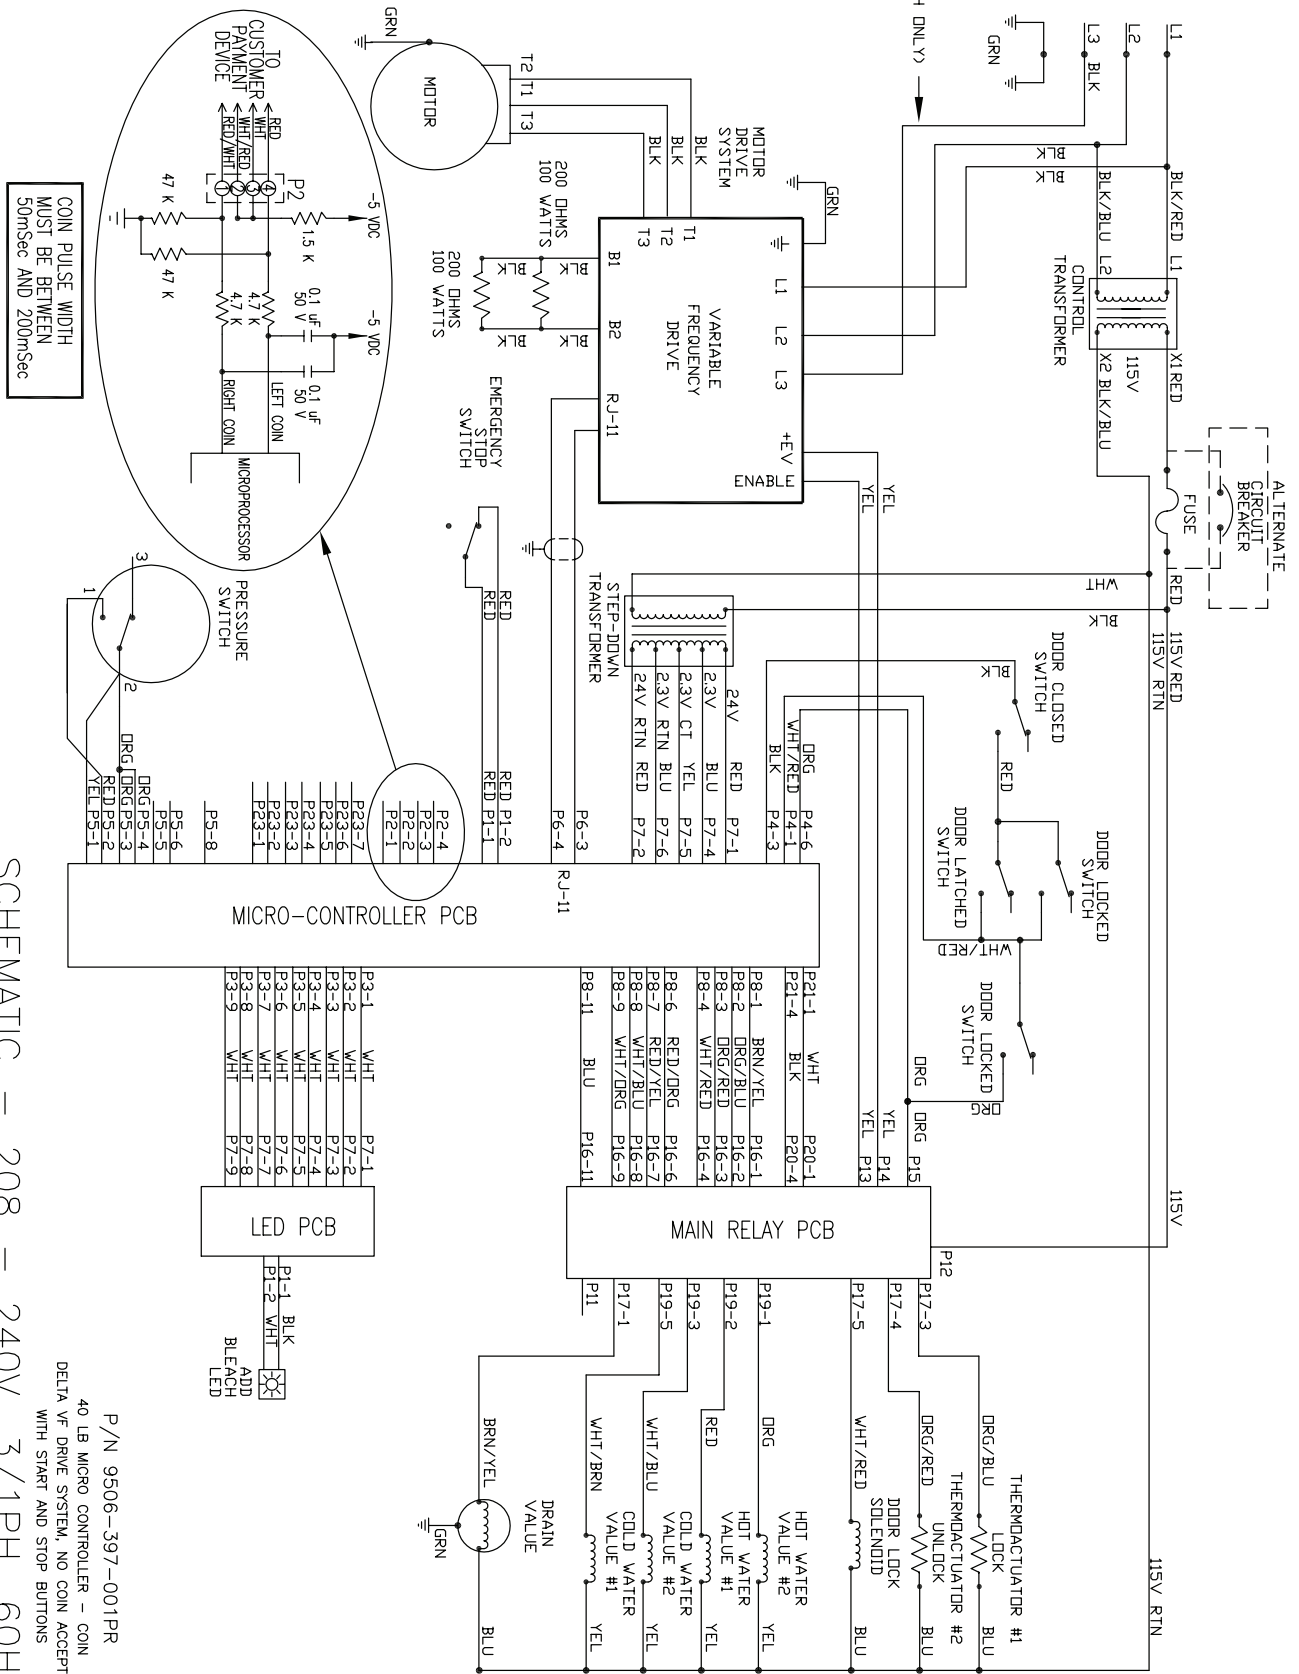 L1
L2
L3 BLK
GRN
H ONLY)
BLK/RED L1
BLK/BLU L2
BLK
BLK
CONTROL
TRANSFORMER
X1 RED
115V
X2 BLK/BLU
FUSE
ALTERNATE
CIRCUIT
BREAKER
RED
WHT
BLK
115V RED
115V RTN
115V
115V RTN
GRN
MOTOR
T2
T1
T3
BLK
BLK
BLK
MOTOR
DRIVE
SYSTEM
GRN
T1
T2
T3
L1
L2
L3
+EV
ENABLE
VARIABLE
FREQUENCY
DRIVE
B1
B2
RJ-11
YEL
YEL
200 OHMS
100 WATTS
200 OHMS
100 WATTS
BLK
BLK
BLK
BLK
EMERGENCY
STOP
SWITCH
RED
RED
RED P1-2
RED P1-1
STEP-DOWN
TRANSFORMER
24V RED P7-1
2.3V BLU P7-4
2.3V CT YEL P7-5
2.3V RTN BLU P7-6
24V RTN RED P7-2
DOOR CLOSED
SWITCH
BLK
RED
DOOR LATCHED
SWITCH
DOOR LOCKED
SWITCH
WHT/RED
DOOR LOCKED
SWITCH
ORG
ORG P4-6
WHT/RED P4-1
BLK P4-3
P6-3
P6-4
RJ-11
P2-4
P2-3
P2-2
P2-1
P23-7
P23-6
P23-5
P23-4
P23-3
P23-2
P23-1
P5-8
P5-6
P5-5
ORG P5-4
ORG ORG P5-3
RED P5-2
YEL P5-1
PRESSURE
SWITCH
3
1
2
TO
CUSTOMER
PAYMENT
DEVICE
RED
WHT
WHT/RED
RED/WHT
P2
4
3
2
1
-5 VDC
1.5 K
47 K
47 K
4.7 K
4.7 K
0.1 uF
50 V
-5 VDC
0.1 uF
50 V
LEFT COIN
RIGHT COIN
MICROPROCESSOR
COIN PULSE WIDTH
MUST BE BETWEEN
50mSec AND 200mSec
MICRO-CONTROLLER PCB
P21-1 WHT P20-1
P21-4 BLK P20-4
P8-1 BRN/YEL P16-1
P8-2 ORG/BLU P16-2
P8-3 ORG/RED P16-3
P8-4 WHT/RED P16-4
P8-6 RED/ORG P16-6
P8-7 RED/YEL P16-7
P8-8 WHT/BLU P16-8
P8-9 WHT/ORG P16-9
P8-11 BLU P16-11
P3-1 WHT P7-1
P3-2 WHT P7-2
P3-3 WHT P7-3
P3-4 WHT P7-4
P3-5 WHT P7-5
P3-6 WHT P7-6
P3-7 WHT P7-7
P3-8 WHT P7-8
P3-9 WHT P7-9
ORG ORG P15
YEL P14
YEL P13
MAIN RELAY PCB
P12
LED PCB
P1-1 BLK
P1-2 WHT
ADD
BLEACH
LED
P17-3
P17-4
P17-5
P19-1
P19-2
P19-3
P19-5
P17-1
P11
ORG/BLU
THERMOACTUATOR #1
LOCK
BLU
ORG/RED
THERMOACTUATOR #2
UNLOCK
BLU
WHT/RED
DOOR LOCK
SOLENOID
BLU
ORG
HOT WATER
VALUE #2
YEL
RED
HOT WATER
VALUE #1
YEL
WHT/BLU
COLD WATER
VALUE #2
YEL
WHT/BRN
COLD WATER
VALUE #1
YEL
BRN/YEL
DRAIN
VALUE
GRN
BLU
P/N 9506-397-001PR
40 LB MICRO CONTROLLER - COIN
DELTA VF DRIVE SYSTEM, NO COIN ACCEPT
WITH START AND STOP BUTTONS
SCHEMATIC - 208 - 240V 3/1PH 60H